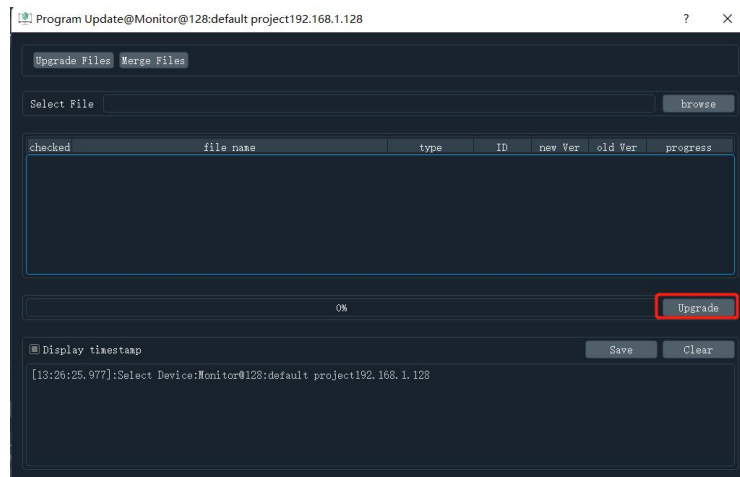 Program Update@Monitor@128:default project192.168.1.128
Upgrade Files Merge Files
Select File browse
checked file name type ID new Ver old Ver progress
0% Upgrade
Display timestamp Save Clear
[13:26:25.977]:Select Device:Monitor@128:default project192.168.1.128